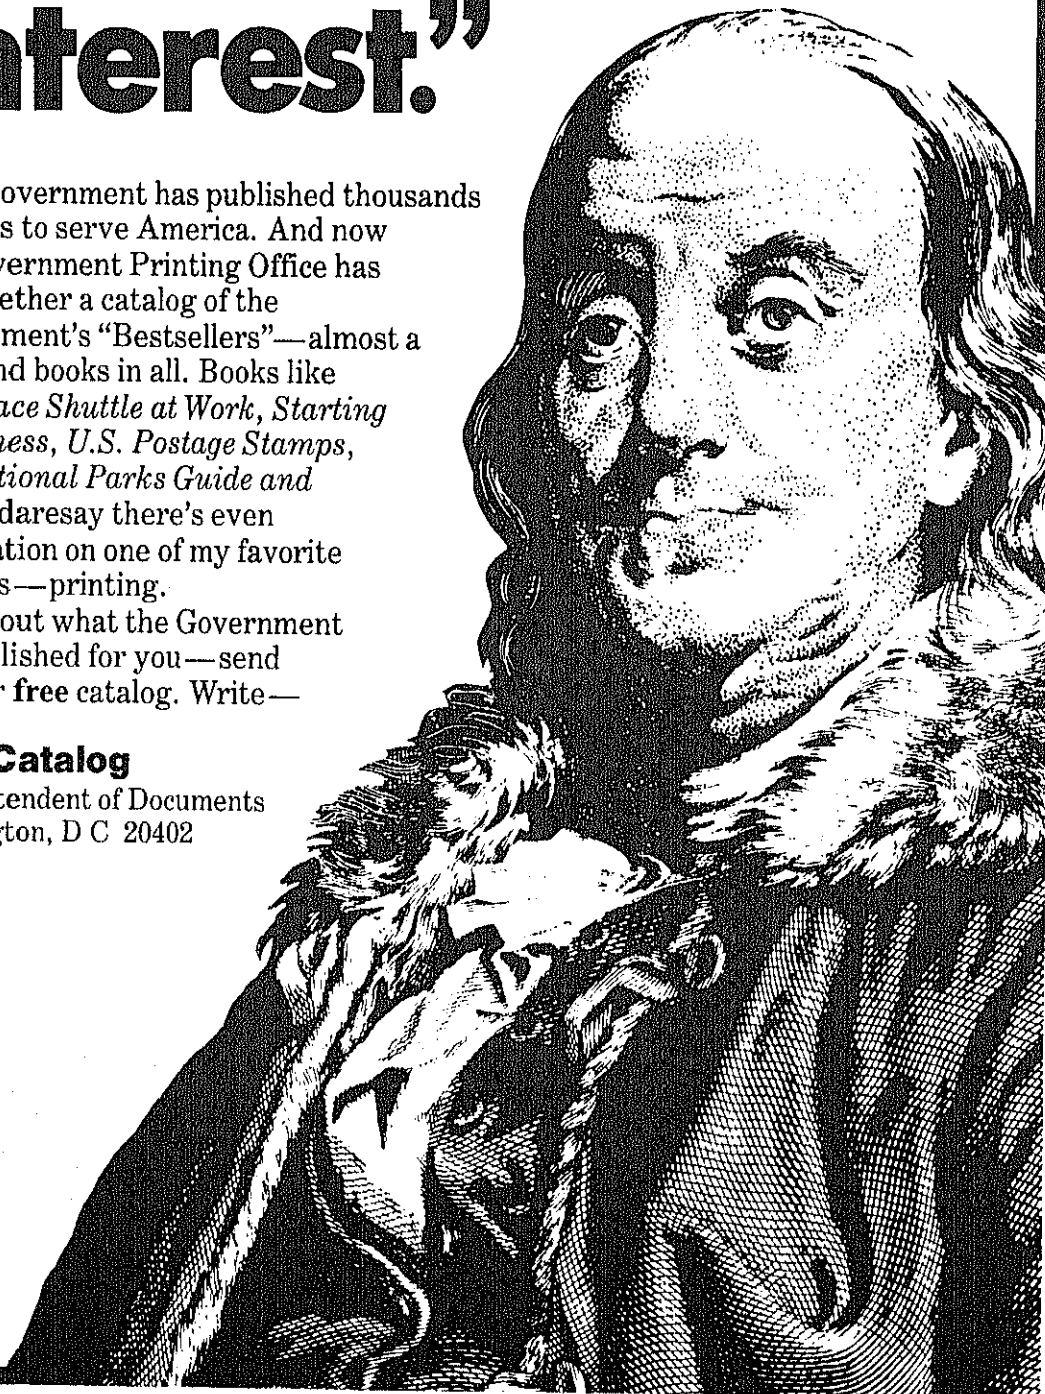 nterest.”
overnment has published thousands
s to serve America. And now
vernment Printing Office has
ether a catalog of the
ment's “Bestsellers”—almost a
nd books in all. Books like
ace Shuttle at Work, Starting
ness, U.S. Postage Stamps,
tional Parks Guide and
daresay there's even
ation on one of my favorite
s—printing.
out what the Government
lished for you—send
r free catalog. Write—
Catalog
tendent of Documents
gton, D C 20402